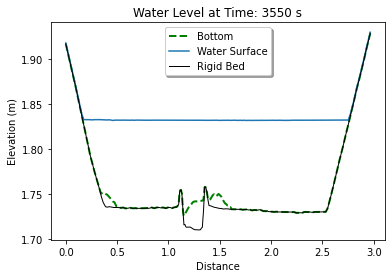 Water Level at Time: 3550 s
Bottom
Water Surface
Rigid Bed
Elevation (m)
1.90
1.85
1.80
1.75
1.70
0.0 0.5 1.0 1.5 2.0 2.5 3.0
Distance